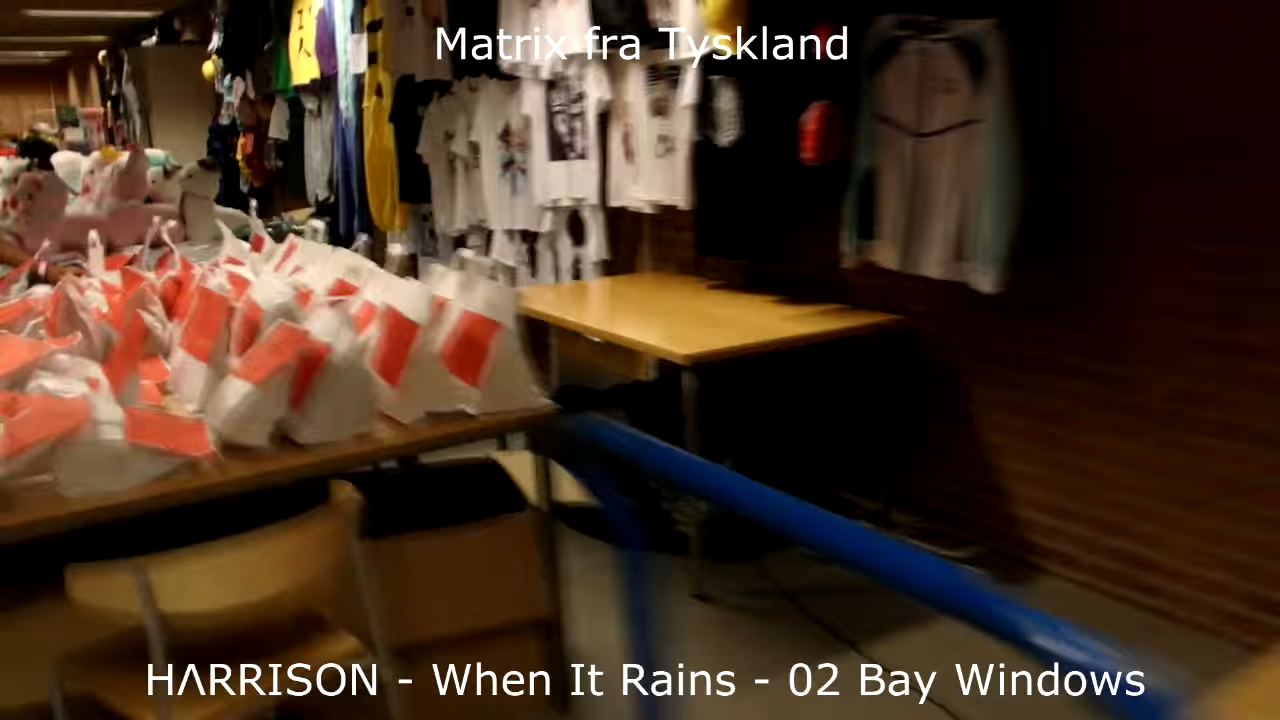 Matrix fra Tyskland
HΛRRISON - When It Rains - 02 Bay Windows